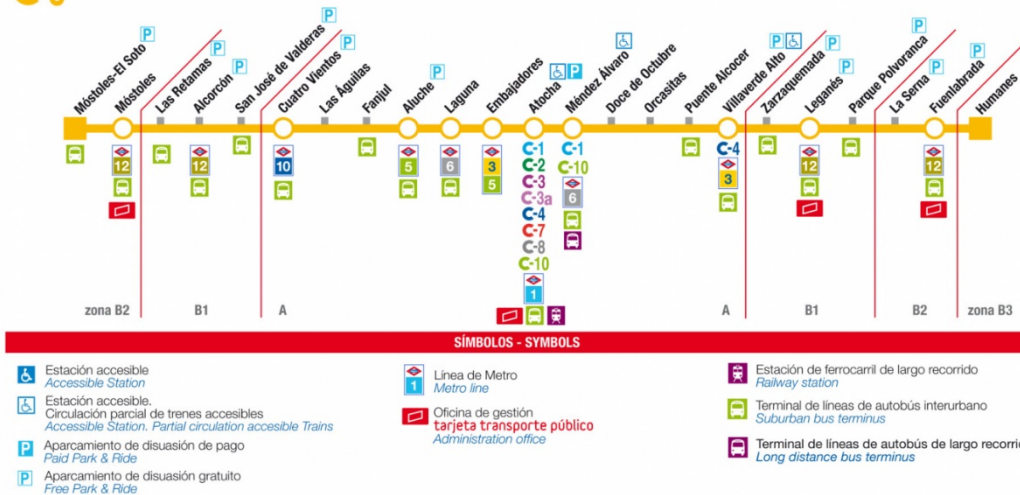 Móstoles-El Soto P
Móstoles
Las Retamas P
Alcorcón P
San José de Valderas P
Cuatro Vientos P
Las Águilas
Fanjul
Aluche P
Laguna
Embajadores
Atocha
Méndez Álvaro P
Doce de Octubre
Orcasitas
Puente Alcocer
Villaverde Alto P
Zarzaquemada
Leganés P
Parque Polvoranca
La Serna P
Fuenlabrada P
Humanes P
12
12
10
5
6
3
5
C-1
C-2
C-3
C-3a
C-4
C-7
C-8
C-10
1
C-1
C-10
6
C-4
3
12
12
zona B2
B1
A
A
B1
B2
zona B3
SÍMBOLOS - SYMBOLS
Estación accesible
Accessible Station
Estación accesible.
Circulación parcial de trenes accesibles
Accessible Station. Partial circulation accesible Trains
P Aparcamiento de disuasión de pago
Paid Park & Ride
P Aparcamiento de disuasión gratuito
Free Park & Ride
Línea de Metro
1 Metro line
Oficina de gestión
tarjeta transporte público
Administration office
Estación de ferrocarril de largo recorrido
Railway station
Terminal de líneas de autobús interurbano
Suburban bus terminus
Terminal de líneas de autobús de largo recorri
Long distance bus terminus